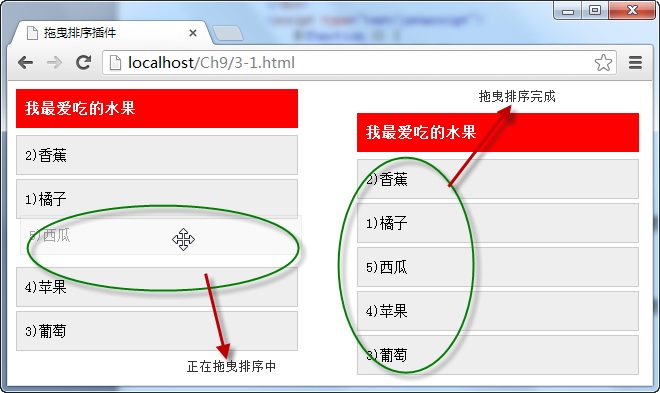 拖曳排序插件
localhost/Ch9/3-1.html
我最爱吃的水果
2)香蕉
1)橘子
5)西瓜
4)苹果
3)葡萄
正在拖曳排序中
拖曳排序完成
我最爱吃的水果
2)香蕉
1)橘子
5)西瓜
4)苹果
3)葡萄